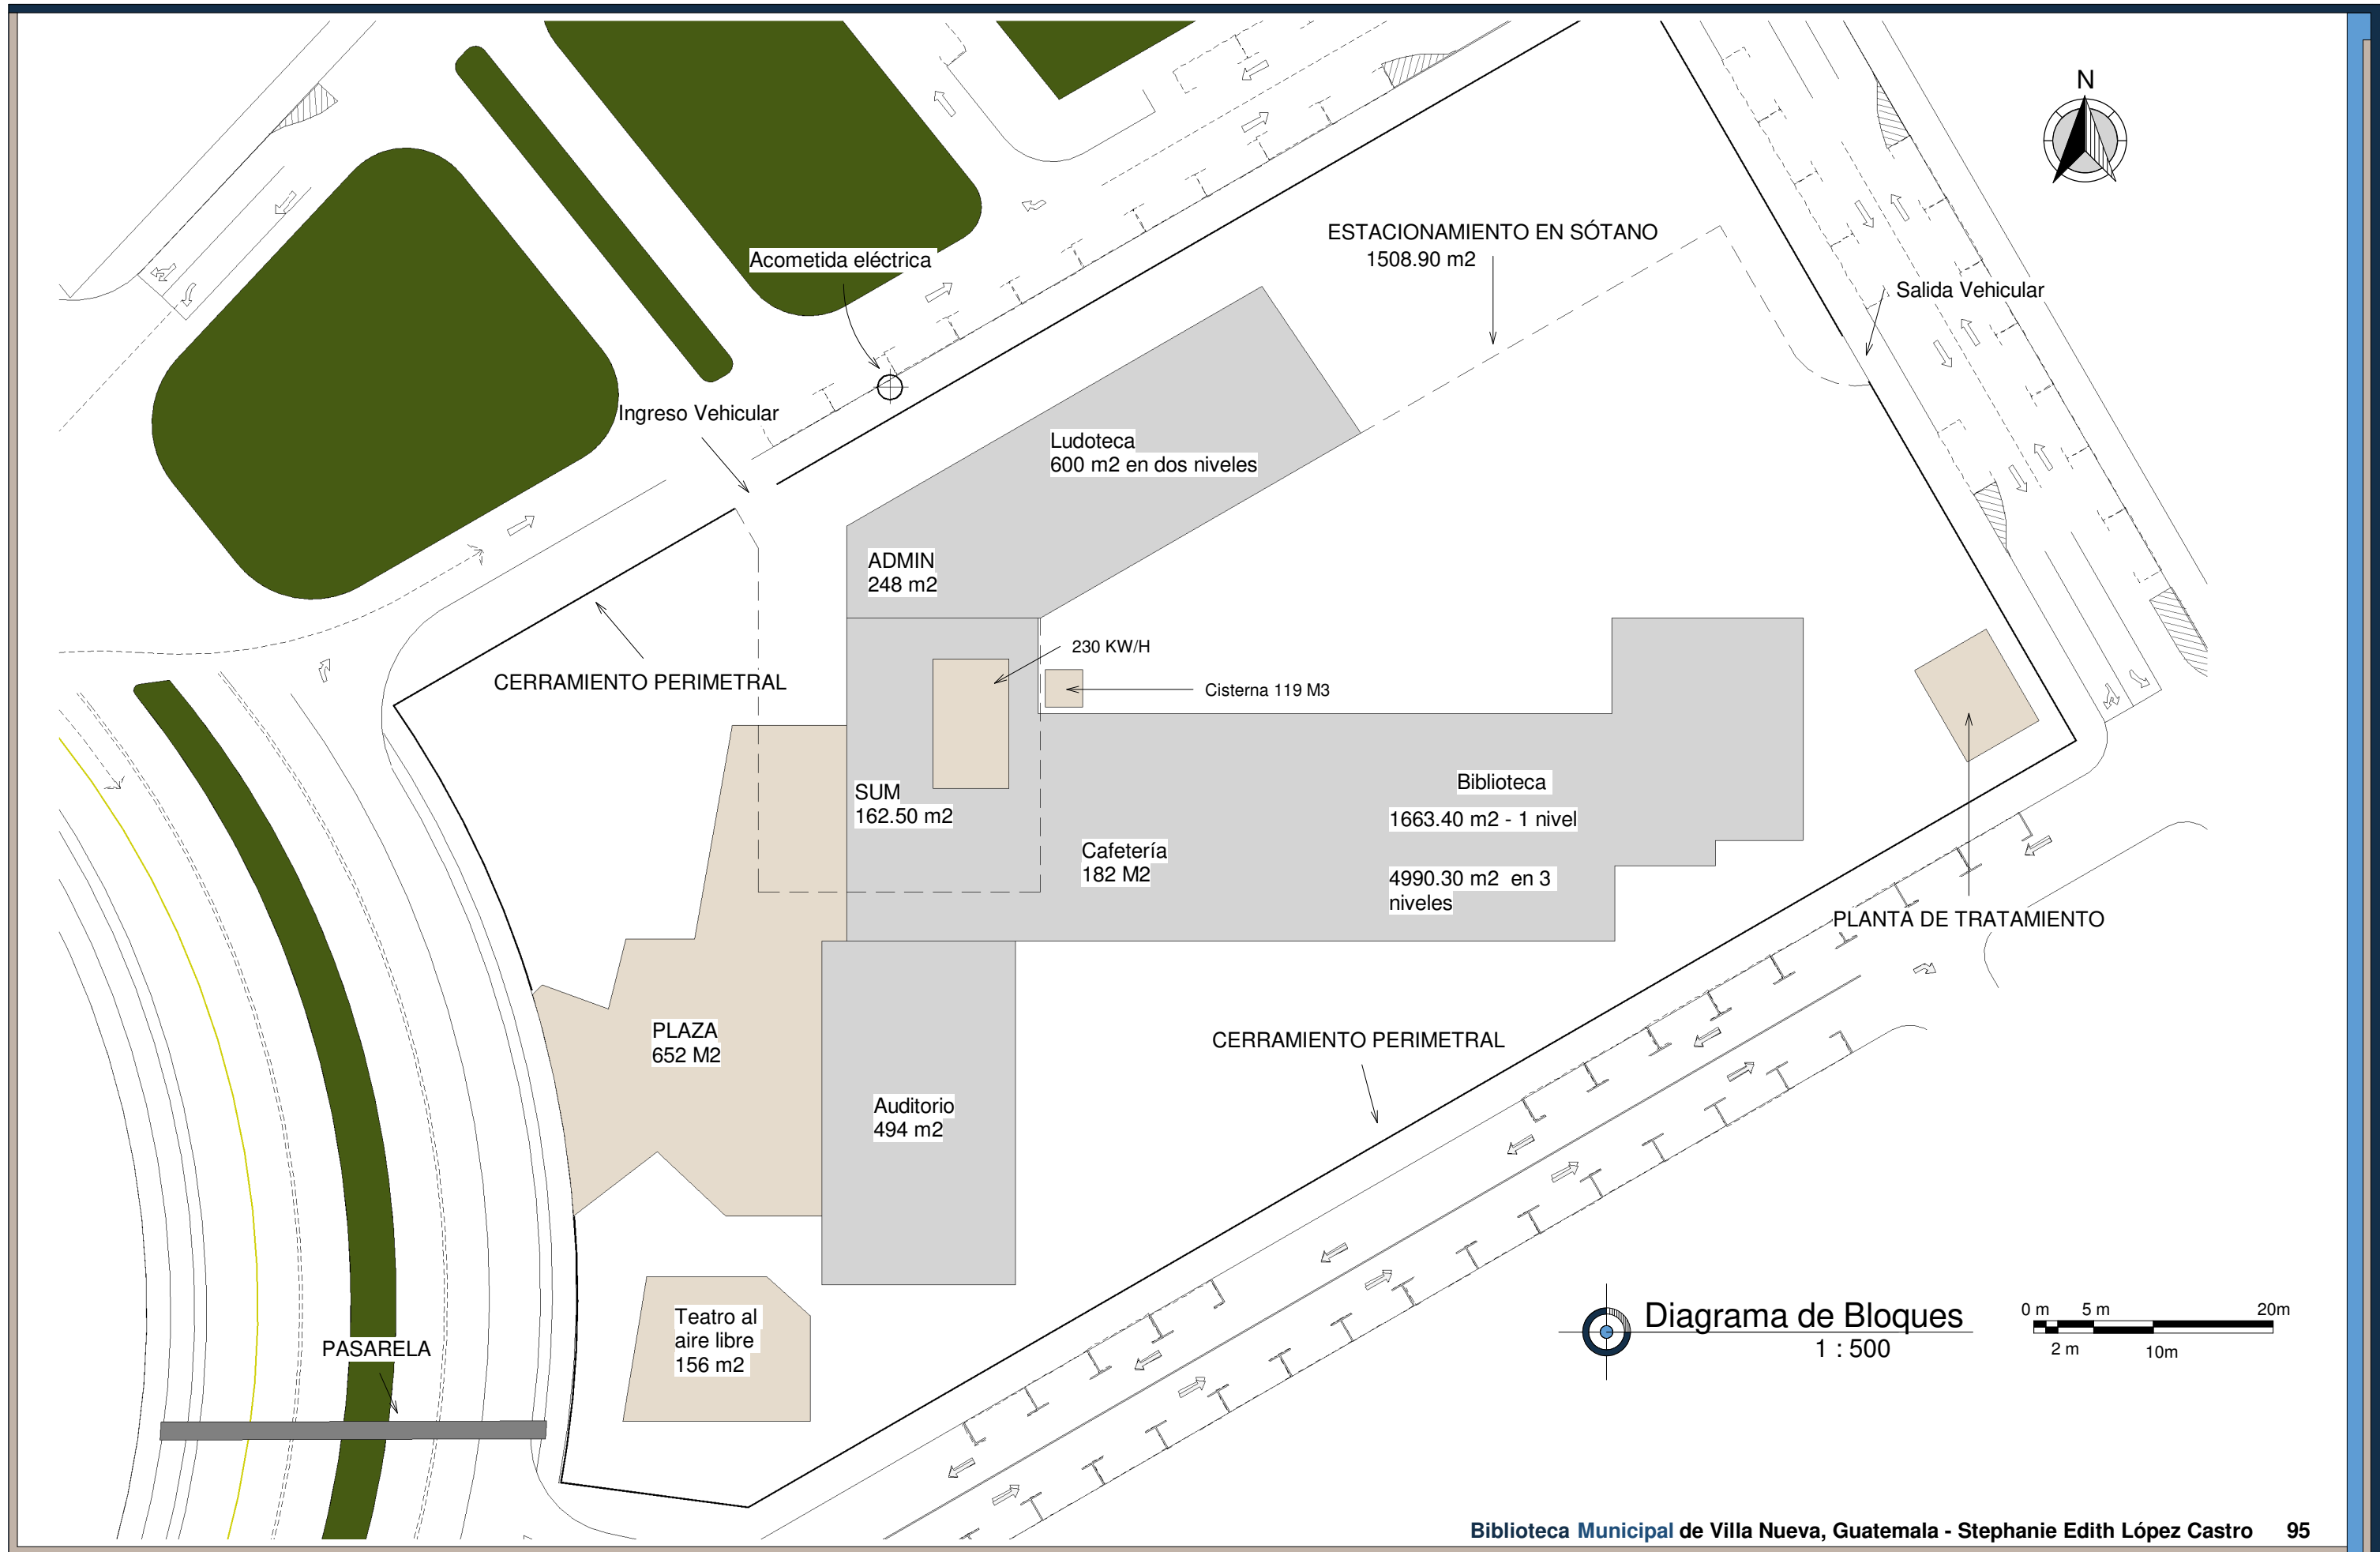 N
ESTACIONAMIENTO EN SÓTANO
1508.90 m2
Acometida eléctrica
Salida Vehicular
Ingreso Vehicular
Ludoteca
600 m2 en dos niveles
ADMIN
248 m2
230 KW/H
CERRAMIENTO PERIMETRAL
Cisterna 119 M3
SUM
162.50 m2
Biblioteca
1663.40 m2 - 1 nivel
Cafetería
182 M2
4990.30 m2 en 3
niveles
PLANTA DE TRATAMIENTO
PLAZA
652 M2
CERRAMIENTO PERIMETRAL
Auditorio
494 m2
Teatro al
aire libre
156 m2
PASARELA
Diagrama de Bloques
1 : 500
0 m 5 m 20m
2 m 10m
Biblioteca Municipal de Villa Nueva, Guatemala - Stephanie Edith López Castro 95